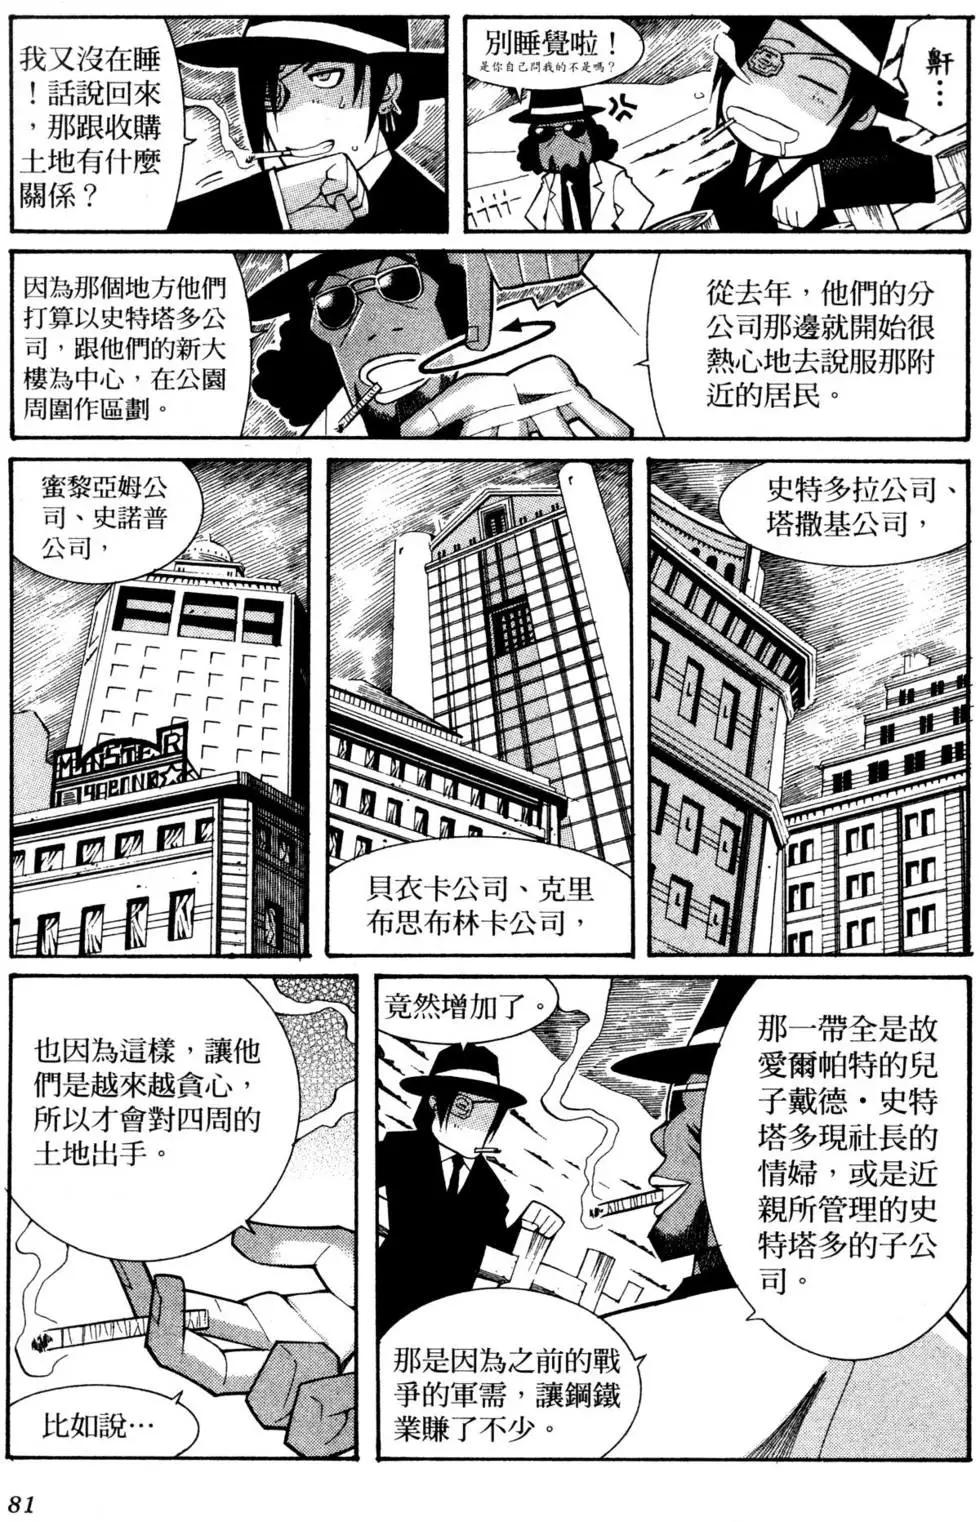 鼾…
別睡覺啦！
是你自己問我的不是嗎？
我又沒在睡
！話說回來
，那跟收購
土地有什麼
關係？
從去年，他們的分
公司那邊就開始很
熱心地去說服那附
近的居民。
因為那個地方他們
打算以史特塔多公
司，跟他們的新大
樓為中心，在公園
周圍作區劃。
史特多拉公司、
塔撒基公司，
貝衣卡公司、克里
布思布林卡公司，
蜜黎亞姆公
司、史諾普
公司，
MONSTER
那一帶全是故
愛爾帕特的兒
子戴德・史特
塔多現社長的
情婦，或是近
親所管理的史
特塔多的子公
司。
竟然增加了。
那是因為之前的戰
爭的軍需，讓鋼鐵
業賺了不少。
也因為這樣，讓他
們是越來越貪心，
所以才會對四周的
土地出手。
比如說…
81